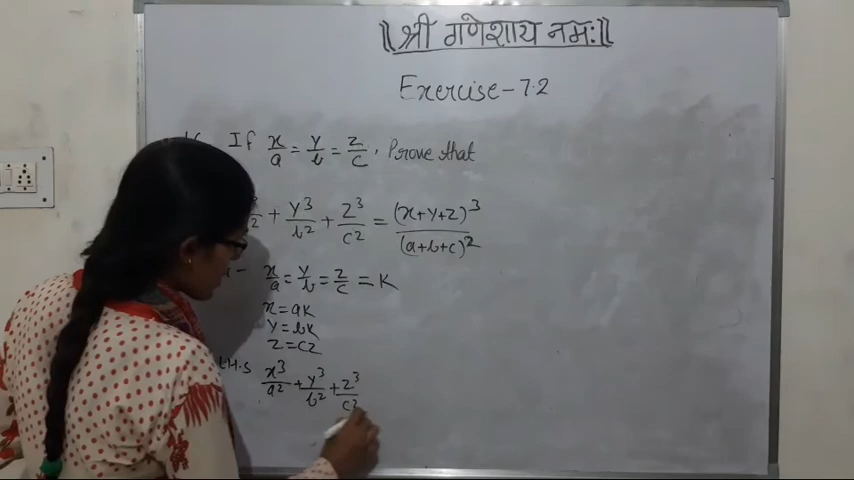 ॥ श्री गणेशाय नमः ॥
Exercise-7.2
If x/a = y/b = z/c, Prove that
+ y³/b² + z³/c² = (x+y+z)³/(a+b+c)²
x/a = y/b = z/c = K
x=aK
y=bK
z=cz
L.H.S x³/a² + y³/b² + z³/c²